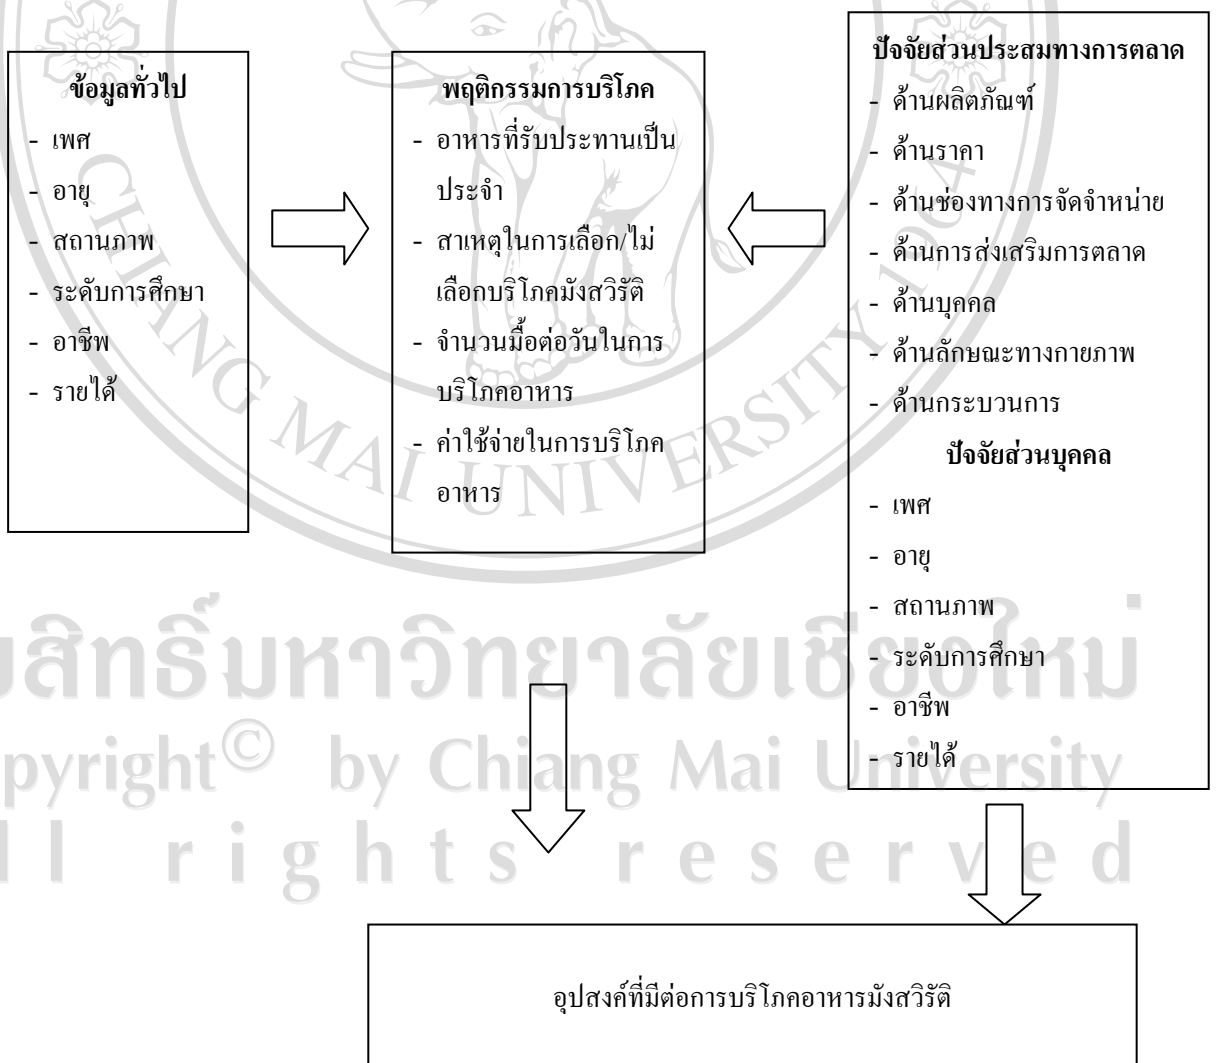 ข้อมูลทั่วไป
- เพศ
- อายุ
- สถานภาพ
- ระดับการศึกษา
- อาชีพ
- รายได้
พฤติกรรมการบริโภค
- อาหารที่รับประทานเป็น
ประจำ
- สาเหตุในการเลือก/ไม่
เลือกบริโภคมังสวิรัติ
- จำนวนมื้อต่อวันในการ
บริโภคอาหาร
- ค่าใช้จ่ายในการบริโภค
อาหาร
ปัจจัยส่วนประสมทางการตลาด
- ด้านผลิตภัณฑ์
- ด้านราคา
- ด้านช่องทางการจัดจำหน่าย
- ด้านการส่งเสริมการตลาด
- ด้านบุคคล
- ด้านลักษณะทางกายภาพ
- ด้านกระบวนการ
ปัจจัยส่วนบุคคล
- เพศ
- อายุ
- สถานภาพ
- ระดับการศึกษา
- อาชีพ
- รายได้
อุปสงค์ที่มีต่อการบริโภคอาหารมังสวิรัติ
CHIANG MAI UNIVERSITY 1964
สิทธิ์มหาวิทยาลัยเชียงใหม่
pyright© by Chiang Mai University
ll rights reserved